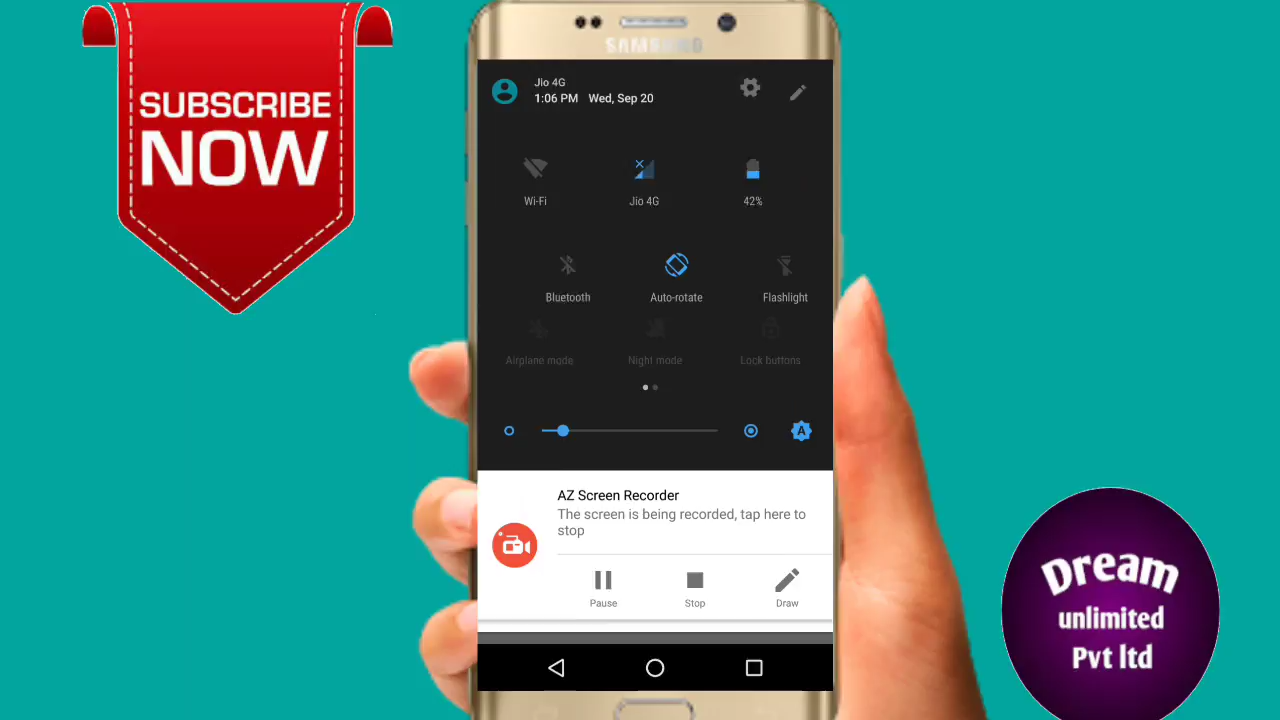 SUBSCRIBE
NOW
SAMSUNG
Jio 4G
1:06 PM Wed, Sep 20
Wi-Fi
Jio 4G
42%
Bluetooth
Auto-rotate
Flashlight
Airplane mode
Night mode
Lock buttons
A
AZ Screen Recorder
The screen is being recorded, tap here to
stop
Pause
Stop
Draw
Dream
unlimited
Pvt ltd